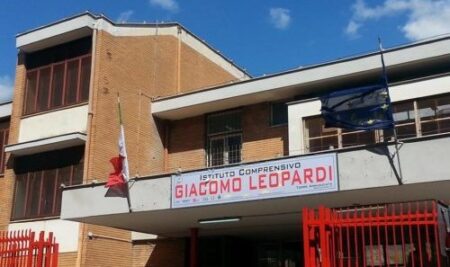 ISTITUTO COMPRENSIVO
GIACOMO LEOPARDI